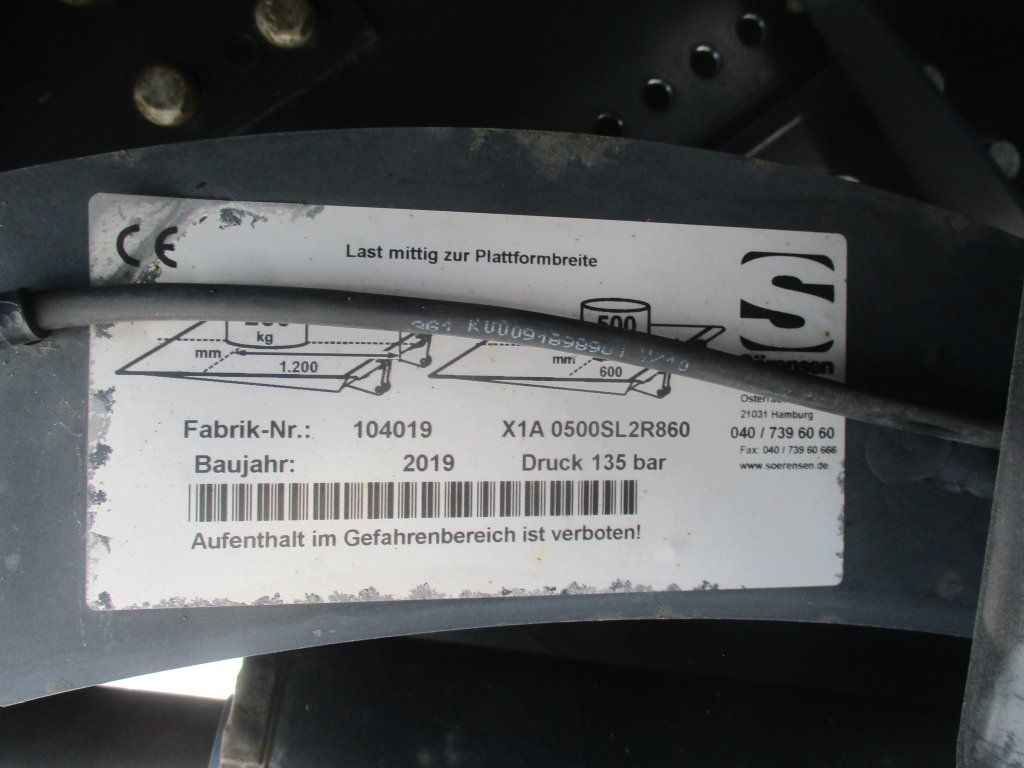 CE
Last mittig zur Plattformbreite
S
kg
mm
1.200
500
mm
600
21031 Hamburg
Fabrik-Nr.: 104019 X1A 0500SL2R860
040 / 739 60 60
Fax: 040 / 739 60 666
www.soerensen.de
Baujahr: 2019 Druck 135 bar
Aufenthalt im Gefahrenbereich ist verboten!